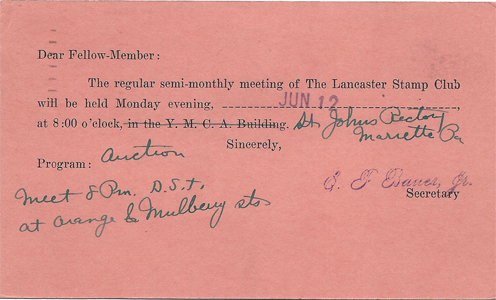 Dear Fellow-Member:
The regular semi-monthly meeting of The Lancaster Stamp Club
will be held Monday evening, JUN 12,
at 8:00 o'clock, in the Y. M. C. A. Building. St Johns Rectory
Marietta Pa
Sincerely,
Program: Auction
Meet 8 Pm. D.S.T.
at Orange & Mulberry sts
Jr.
Secretary